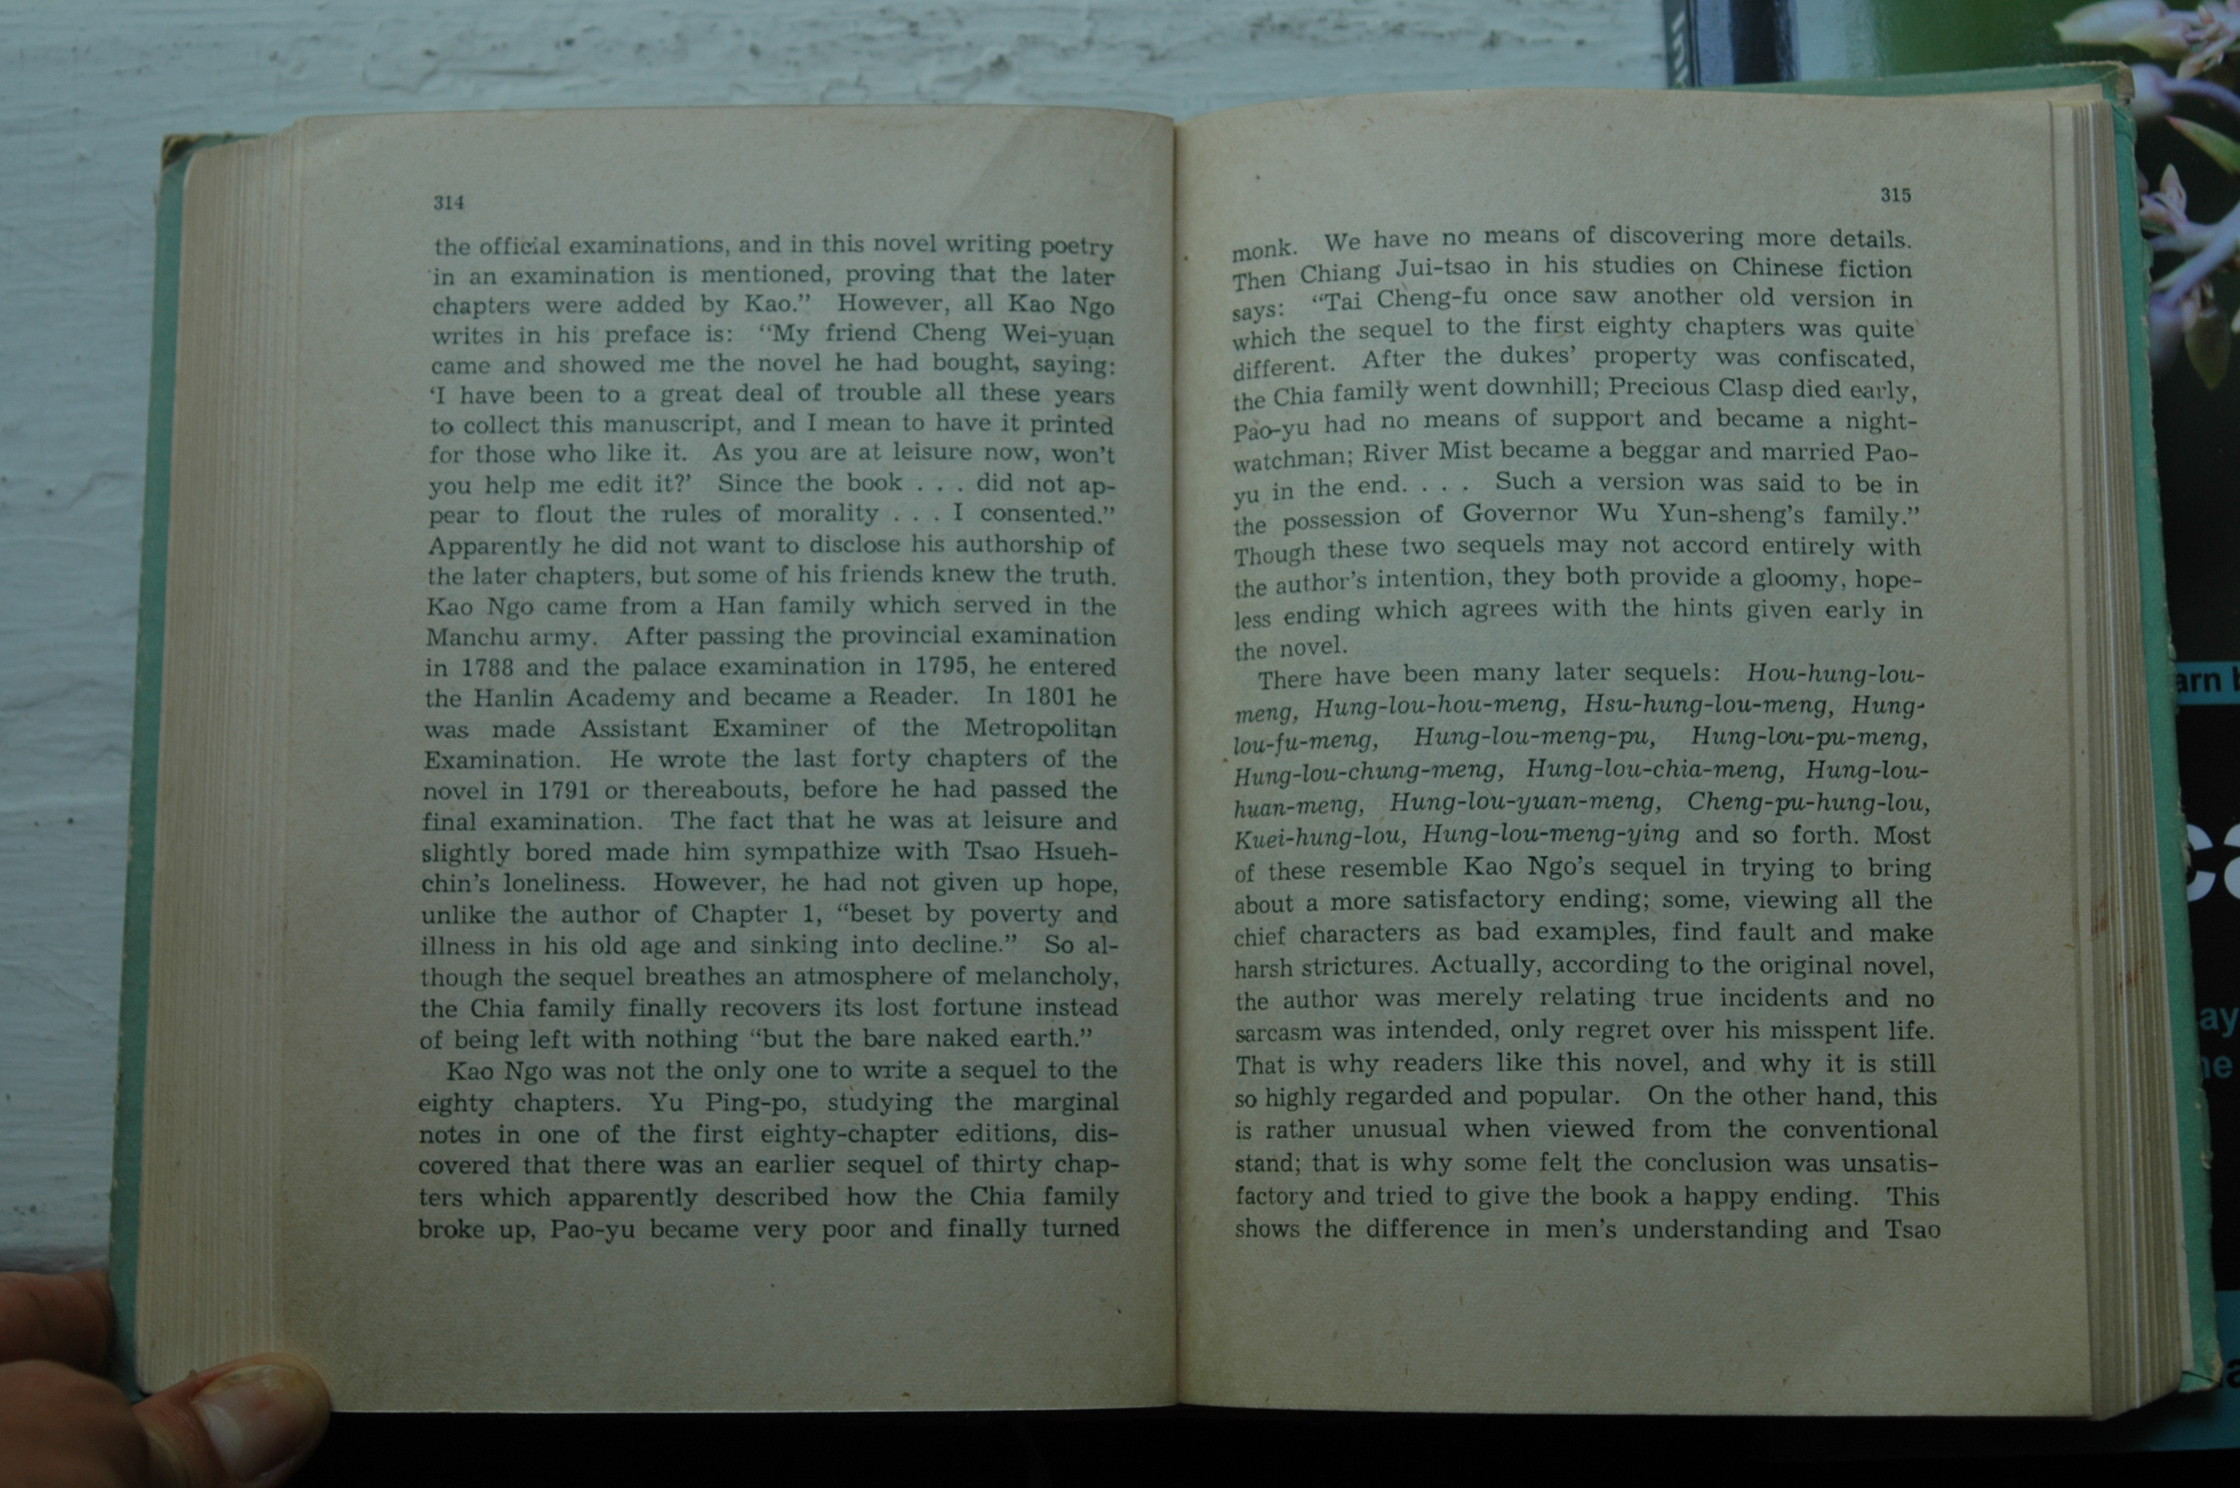 314
the official examinations, and in this novel writing poetry
in an examination is mentioned, proving that the later
chapters were added by Kao.” However, all Kao Ngo
writes in his preface is: “My friend Cheng Wei-yuan
came and showed me the novel he had bought, saying:
‘I have been to a great deal of trouble all these years
to collect this manuscript, and I mean to have it printed
for those who like it. As you are at leisure now, won’t
you help me edit it?’ Since the book . . . did not ap-
pear to flout the rules of morality . . . I consented.”
Apparently he did not want to disclose his authorship of
the later chapters, but some of his friends knew the truth.
Kao Ngo came from a Han family which served in the
Manchu army. After passing the provincial examination
in 1788 and the palace examination in 1795, he entered
the Hanlin Academy and became a Reader. In 1801 he
was made Assistant Examiner of the Metropolitan
Examination. He wrote the last forty chapters of the
novel in 1791 or thereabouts, before he had passed the
final examination. The fact that he was at leisure and
slightly bored made him sympathize with Tsao Hsueh-
chin’s loneliness. However, he had not given up hope,
unlike the author of Chapter 1, “beset by poverty and
illness in his old age and sinking into decline.” So al-
though the sequel breathes an atmosphere of melancholy,
the Chia family finally recovers its lost fortune instead
of being left with nothing “but the bare naked earth.”
Kao Ngo was not the only one to write a sequel to the
eighty chapters. Yu Ping-po, studying the marginal
notes in one of the first eighty-chapter editions, dis-
covered that there was an earlier sequel of thirty chap-
ters which apparently described how the Chia family
broke up, Pao-yu became very poor and finally turned
315
monk. We have no means of discovering more details.
Then Chiang Jui-tsao in his studies on Chinese fiction
says: “Tai Cheng-fu once saw another old version in
which the sequel to the first eighty chapters was quite
different. After the dukes’ property was confiscated,
the Chia family went downhill; Precious Clasp died early,
Pao-yu had no means of support and became a night-
watchman; River Mist became a beggar and married Pao-
yu in the end. . . . Such a version was said to be in
the possession of Governor Wu Yun-sheng’s family.”
Though these two sequels may not accord entirely with
the author’s intention, they both provide a gloomy, hope-
less ending which agrees with the hints given early in
the novel.
There have been many later sequels: Hou-hung-lou-
meng, Hung-lou-hou-meng, Hsu-hung-lou-meng, Hung-
lou-fu-meng, Hung-lou-meng-pu, Hung-lou-pu-meng,
Hung-lou-chung-meng, Hung-lou-chia-meng, Hung-lou-
huan-meng, Hung-lou-yuan-meng, Cheng-pu-hung-lou,
Kuei-hung-lou, Hung-lou-meng-ying and so forth. Most
of these resemble Kao Ngo’s sequel in trying to bring
about a more satisfactory ending; some, viewing all the
chief characters as bad examples, find fault and make
harsh strictures. Actually, according to the original novel,
the author was merely relating true incidents and no
sarcasm was intended, only regret over his misspent life.
That is why readers like this novel, and why it is still
so highly regarded and popular. On the other hand, this
is rather unusual when viewed from the conventional
stand; that is why some felt the conclusion was unsatis-
factory and tried to give the book a happy ending. This
shows the difference in men’s understanding and Tsao